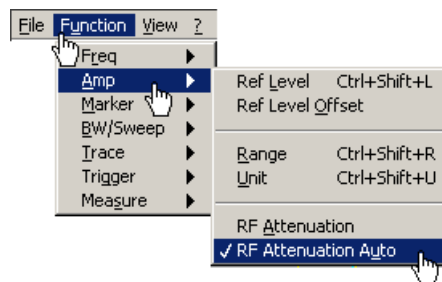 File Function View ?
Freq
Amp
Marker
BW/Sweep
Trace
Trigger
Measure
Ref Level Ctrl+Shift+L
Ref Level Offset
Range Ctrl+Shift+R
Unit Ctrl+Shift+U
RF Attenuation
✓ RF Attenuation Auto